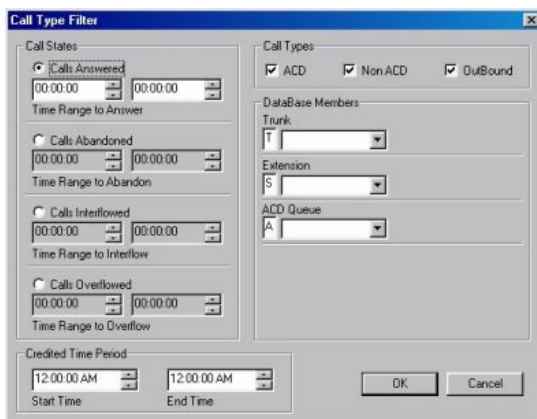 Call Type Filter
Call States
Calls Answered
00:00:00 00:00:00
Time Range to Answer
Calls Abandoned
00:00:00 00:00:00
Time Range to Abandon
Calls Interflowed
00:00:00 00:00:00
Time Range to Interflow
Calls Overflowed
00:00:00 00:00:00
Time Range to Overflow
Call Types
ACD Non ACD OutBound
DataBase Members
Trunk
T
Extension
S
ACD Queue
A
Credited Time Period
12:00:00 AM 12:00:00 AM
Start Time End Time
OK Cancel